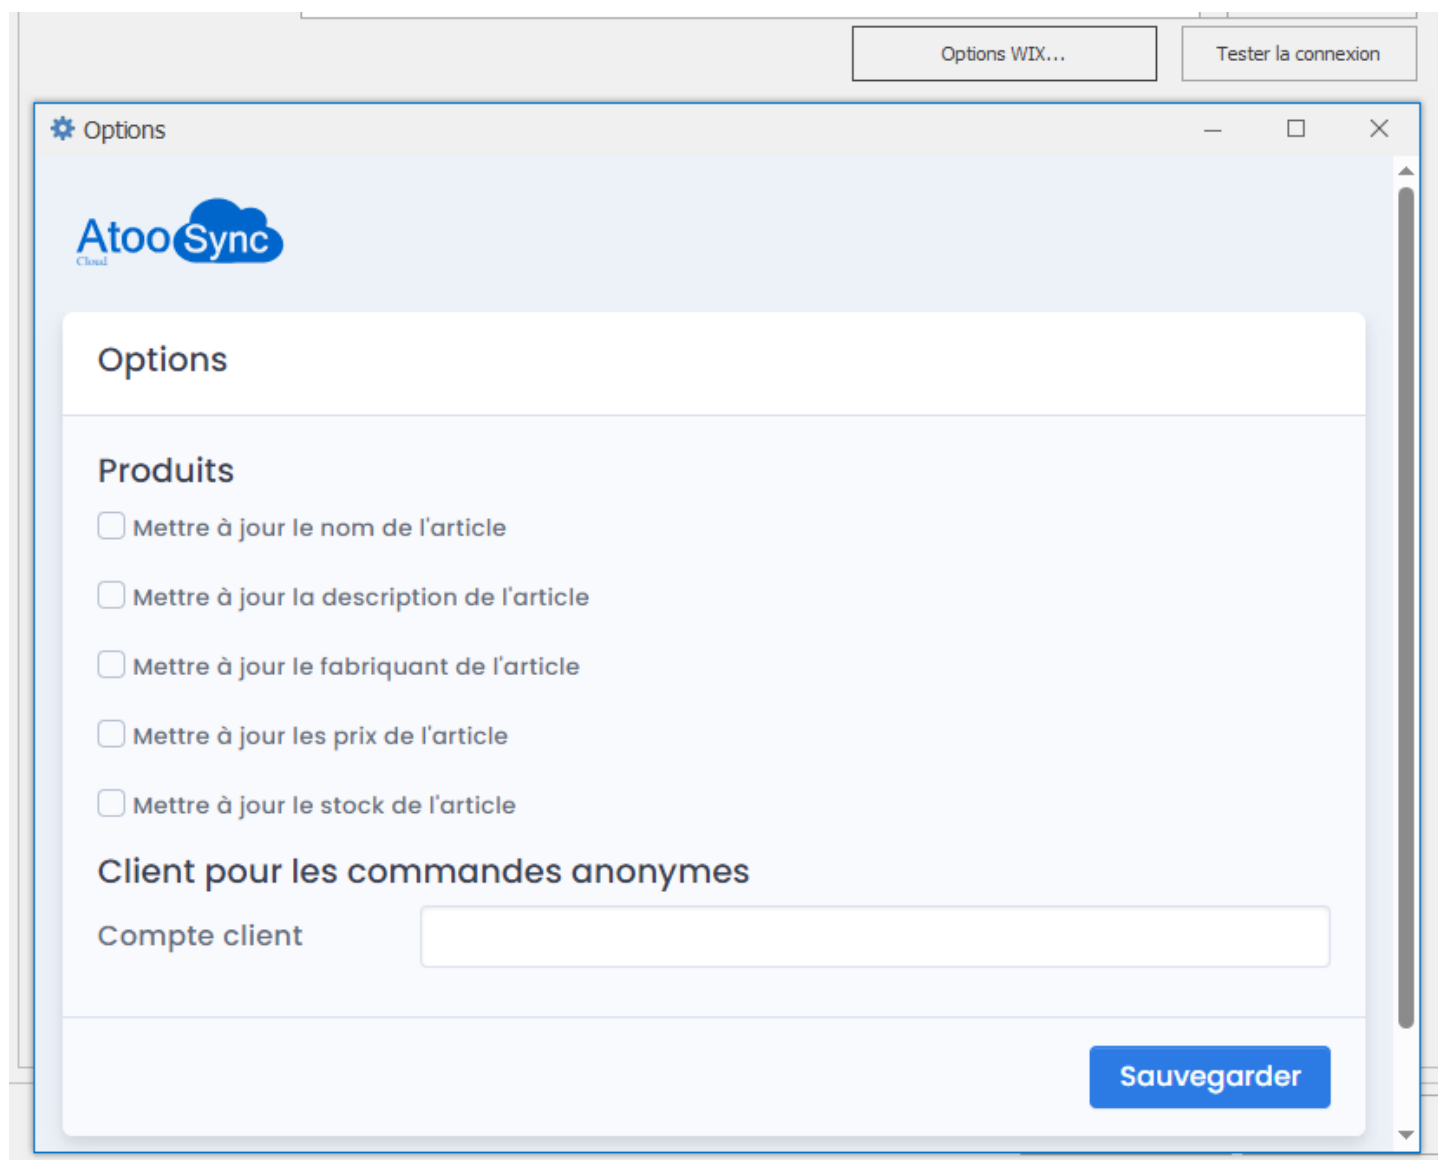 Options WIX...
Tester la connexion
Options
Atoo Sync
Cloud
Options
Produits
Mettre à jour le nom de l'article
Mettre à jour la description de l'article
Mettre à jour le fabriquant de l'article
Mettre à jour les prix de l'article
Mettre à jour le stock de l'article
Client pour les commandes anonymes
Compte client
Sauvegarder